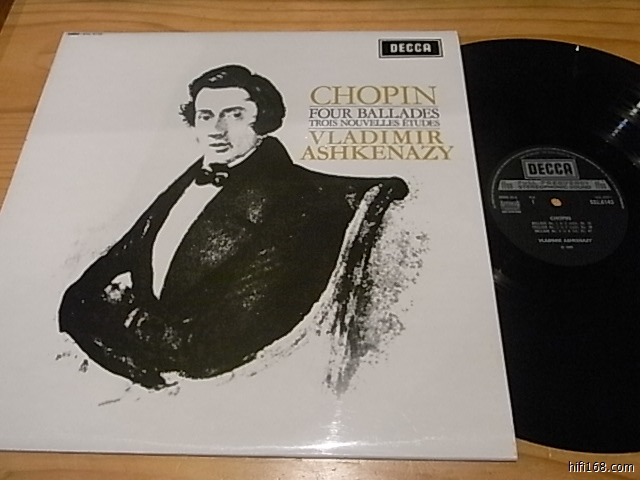 DECCA
CHOPIN
FOUR BALLADES
TROIS NOUVELLES ÉTUDES
VLADIMIR
ASHKENAZY
DECCA
SXL.6143
CHOPIN
VLADIMIR ASHKENAZY
hifi168.com